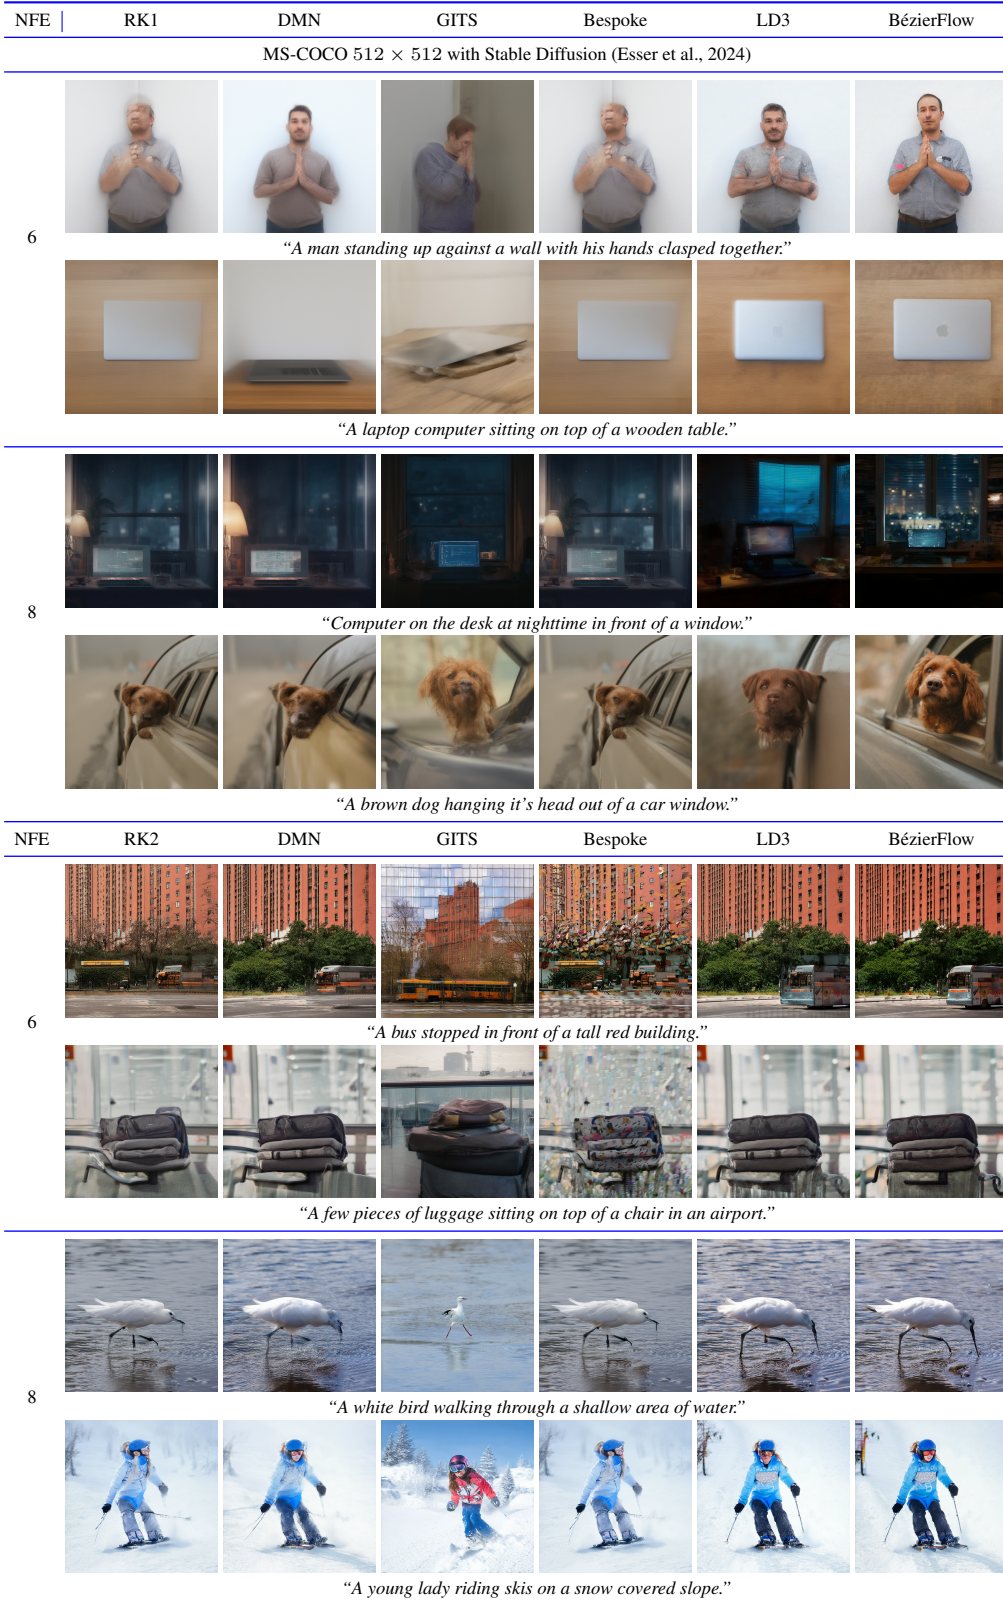 NFE RK1 DMN GITS Bespoke LD3 BézierFlow
MS-COCO 512 × 512 with Stable Diffusion (Esser et al., 2024)
6
“A man standing up against a wall with his hands clasped together.”
“A laptop computer sitting on top of a wooden table.”
8
“Computer on the desk at nighttime in front of a window.”
“A brown dog hanging it’s head out of a car window.”
NFE RK2 DMN GITS Bespoke LD3 BézierFlow
6
“A bus stopped in front of a tall red building.”
“A few pieces of luggage sitting on top of a chair in an airport.”
8
“A white bird walking through a shallow area of water.”
“A young lady riding skis on a snow covered slope.”